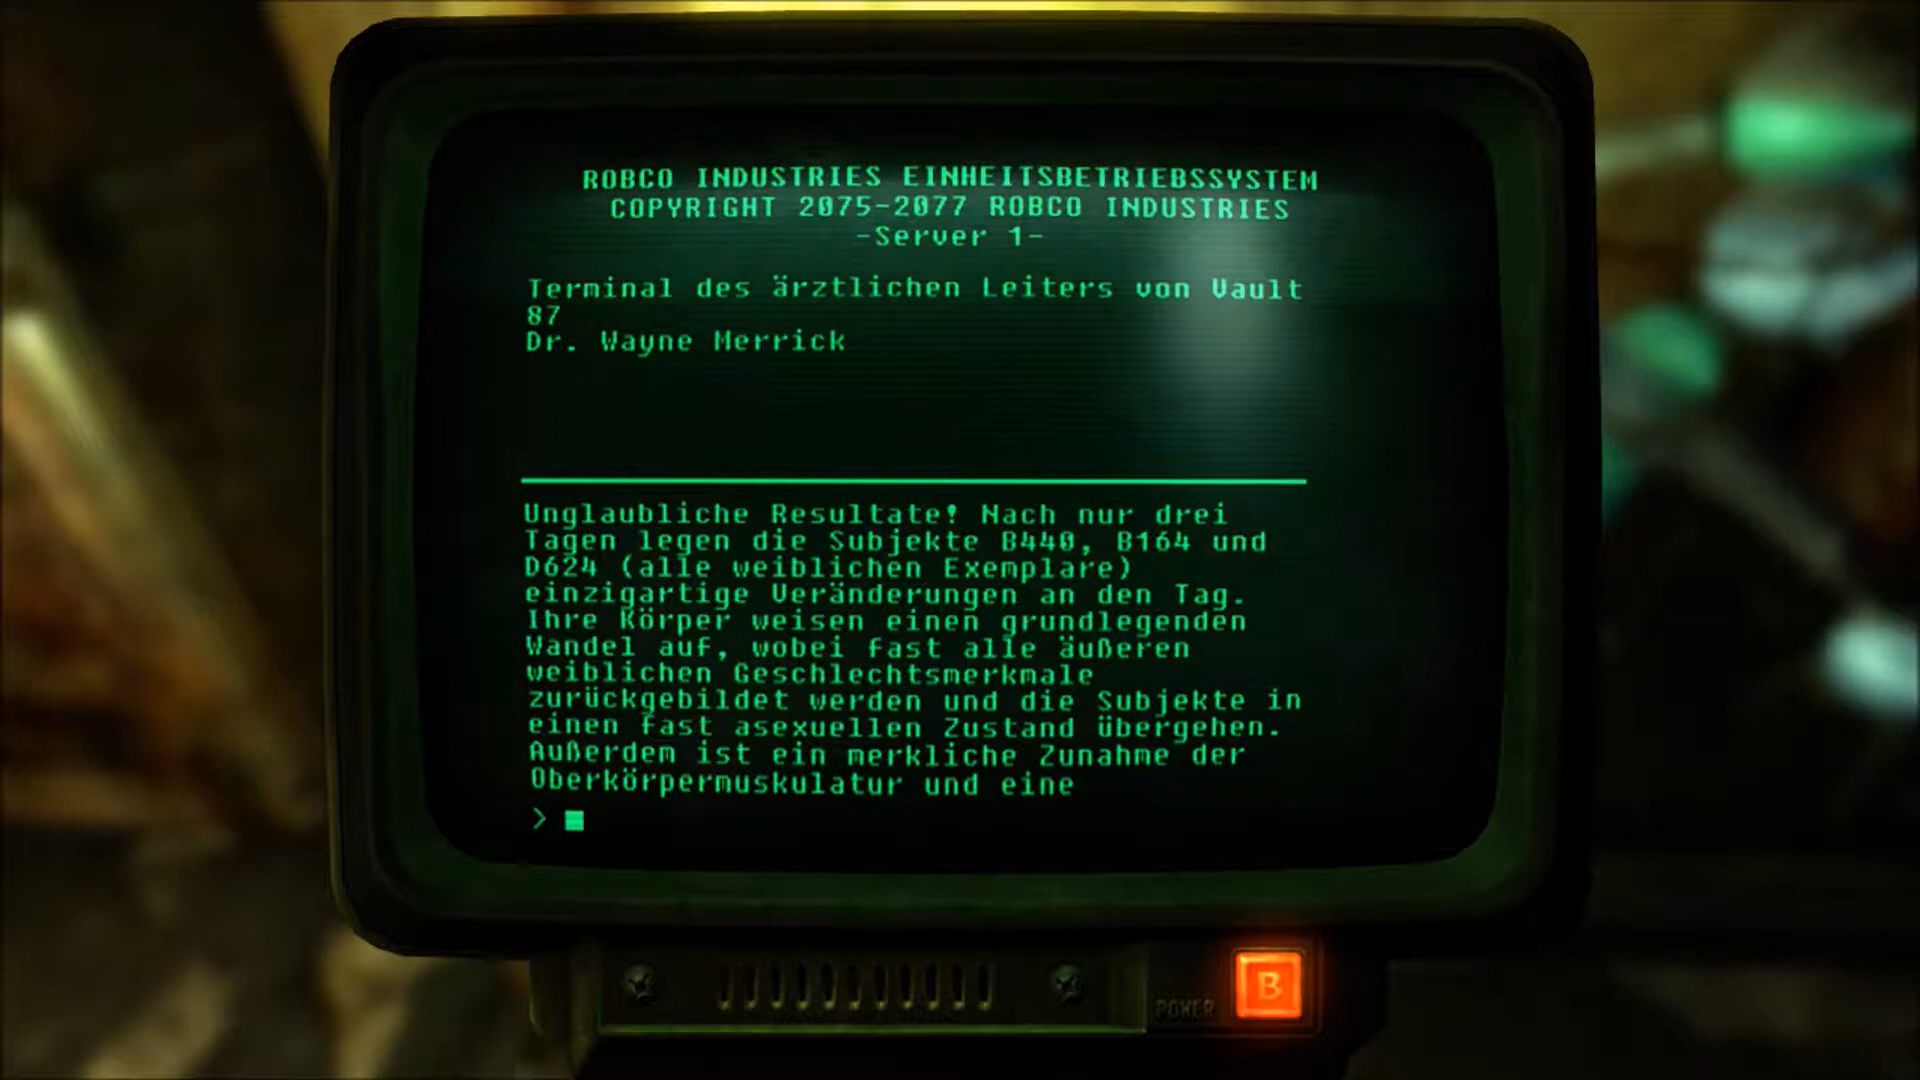 ROBCO INDUSTRIES EINHEITSBETRIEBSSYSTEM
COPYRIGHT 2075-2077 ROBCO INDUSTRIES
-Server 1-
Terminal des ärztlichen Leiters von Vault
87
Dr. Wayne Merrick
Unglaubliche Resultate! Nach nur drei
Tagen legen die Subjekte B440, B164 und
D624 (alle weiblichen Exemplare)
einzigartige Veränderungen an den Tag.
Ihre Körper weisen einen grundlegenden
Wandel auf, wobei fast alle äußeren
weiblichen Geschlechtsmerkmale
zurückgebildet werden und die Subjekte in
einen fast asexuellen Zustand übergehen.
Außerdem ist ein merkliche Zunahme der
Oberkörpermuskulatur und eine
>
POWER
B